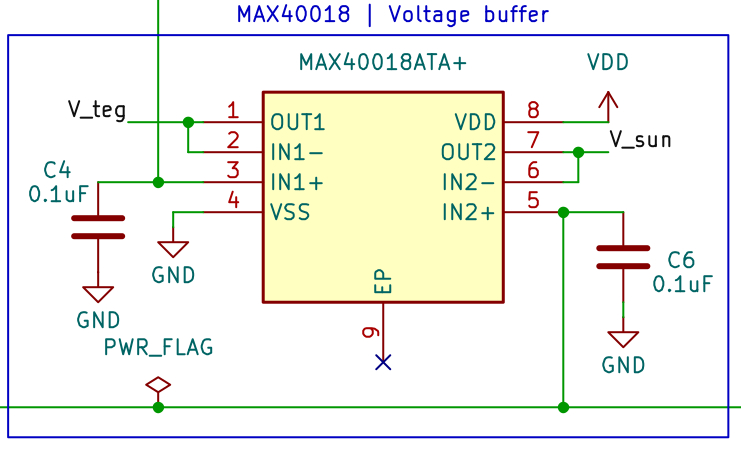 MAX40018 | Voltage buffer
MAX40018ATA+
VDD
V_teg
1
OUT1
VDD
8
2
IN1-
OUT2
7
V_sun
C4
0.1uF
3
IN1+
IN2-
6
4
VSS
IN2+
5
GND
C6
0.1uF
EP
GND
9
PWR_FLAG
GND